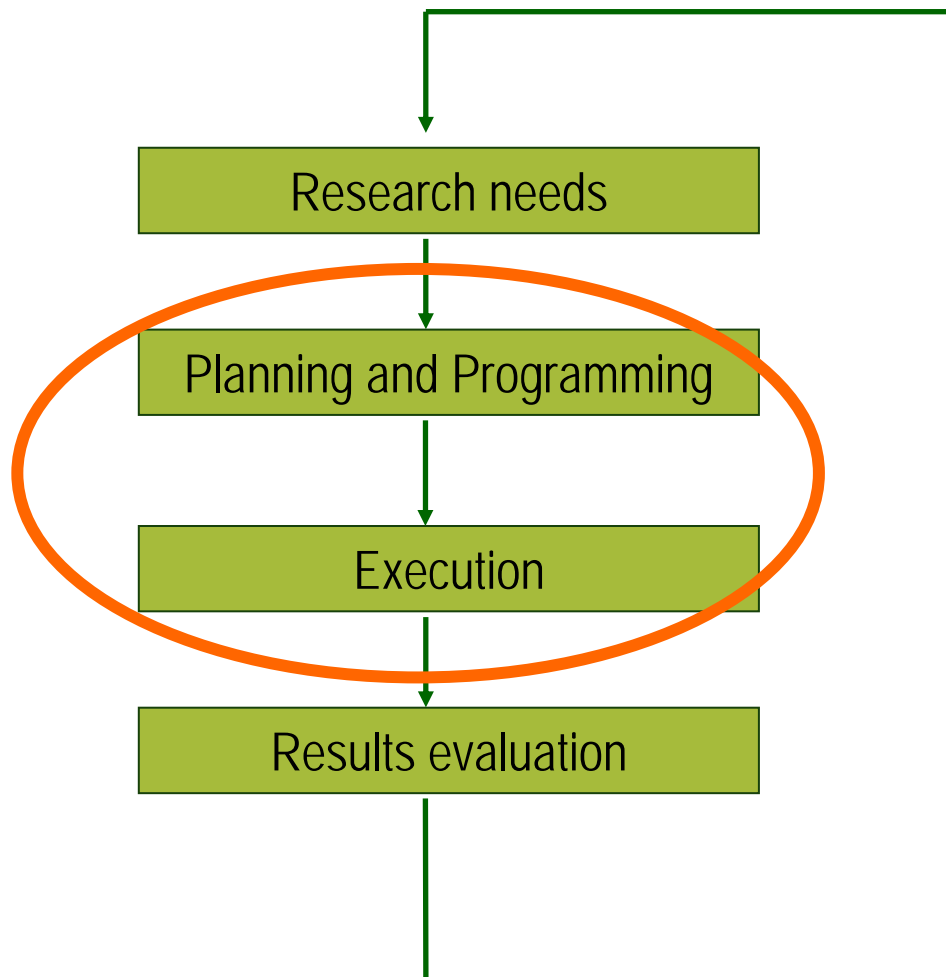 Research needs
Planning and Programming
Execution
Results evaluation